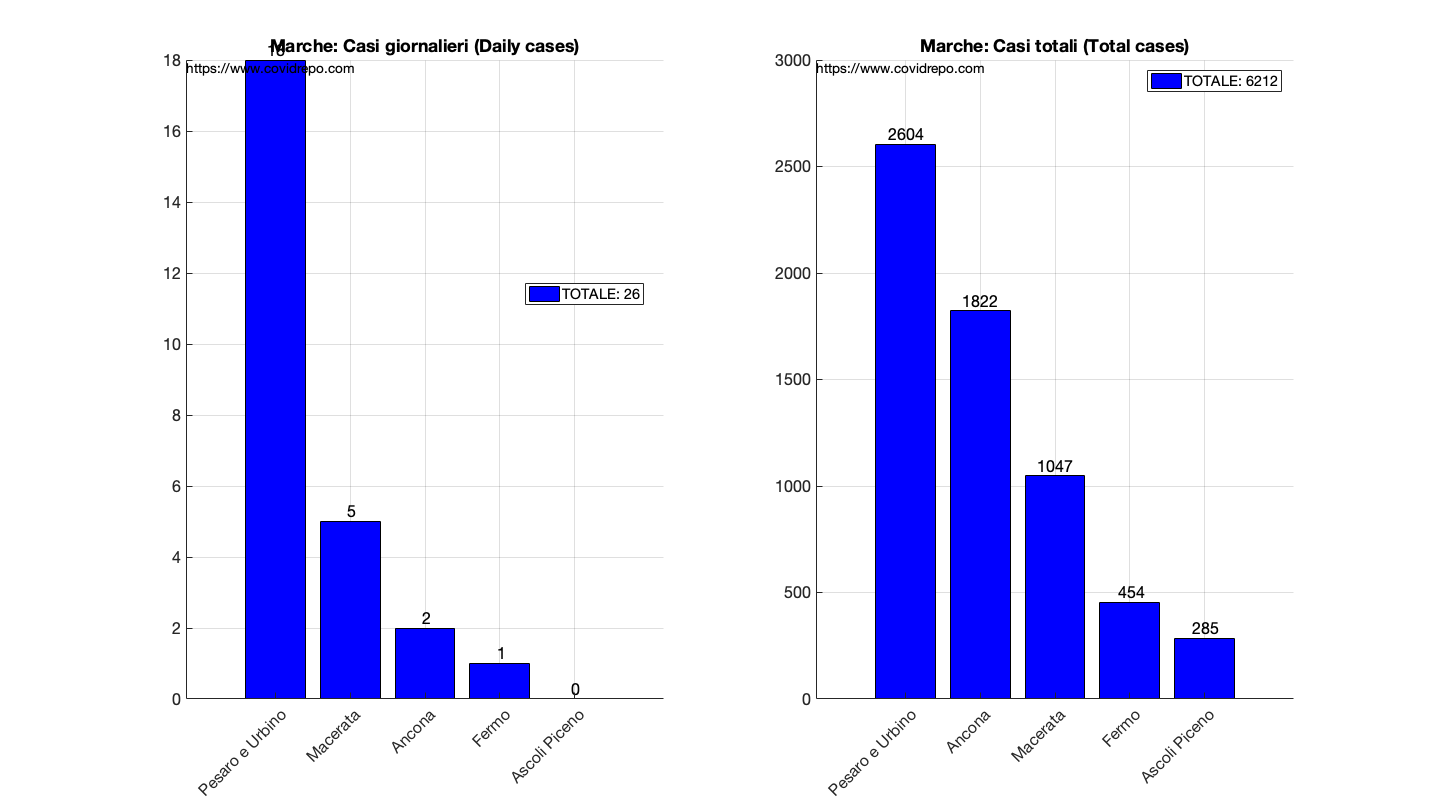 Marche: Casi giornalieri (Daily cases)
18
https://www.covidrepo.com
18
16
14
12
10
8
6
4
2
0
TOTALE: 26
5
2
1
0
Pesaro e Urbino
Macerata
Ancona
Fermo
Ascoli Piceno
Marche: Casi totali (Total cases)
https://www.covidrepo.com
TOTALE: 6212
3000
2500
2000
1500
1000
500
0
2604
1822
1047
454
285
Pesaro e Urbino
Ancona
Macerata
Fermo
Ascoli Piceno